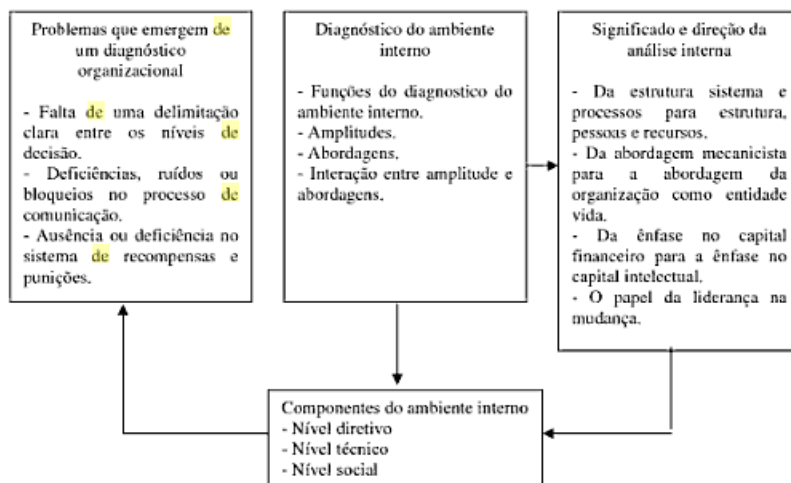 Problemas que emergem de
um diagnóstico
organizacional
- Falta de uma delimitação
clara entre os níveis de
decisão.
- Deficiências, ruídos ou
bloqueios no processo de
comunicação.
- Ausência ou deficiência no
sistema de recompensas e
punições.
Diagnóstico do ambiente
interno
- Funções do diagnostico do
ambiente interno.
- Amplitudes.
- Abordagens.
- Interação entre amplitude e
abordagens.
Significado e direção da
análise interna
- Da estrutura sistema e
processos para estrutura,
pessoas e recursos.
- Da abordagem mecanicista
para a abordagem da
organização como entidade
vida.
- Da ênfase no capital
financeiro para a ênfase no
capital intelectual.
- O papel da liderança na
mudança.
Componentes do ambiente interno
- Nível diretivo
- Nível técnico
- Nível social